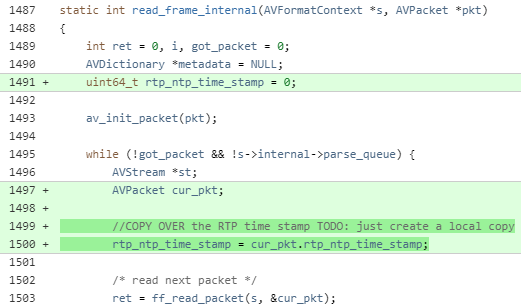 1487 static int read_frame_internal(AVFormatContext *s, AVPacket *pkt)
1488 {
1489 int ret = 0, i, got_packet = 0;
1490 AVDictionary *metadata = NULL;
1491 + uint64_t rtp_ntp_time_stamp = 0;
1492
1493 av_init_packet(pkt);
1494
1495 while (!got_packet && !s->internal->parse_queue) {
1496 AVStream *st;
1497 + AVPacket cur_pkt;
1498 +
1499 + //COPY OVER the RTP time stamp TODO: just create a local copy
1500 + rtp_ntp_time_stamp = cur_pkt.rtp_ntp_time_stamp;
1501
1502 /* read next packet */
1503 ret = ff_read_packet(s, &cur_pkt);